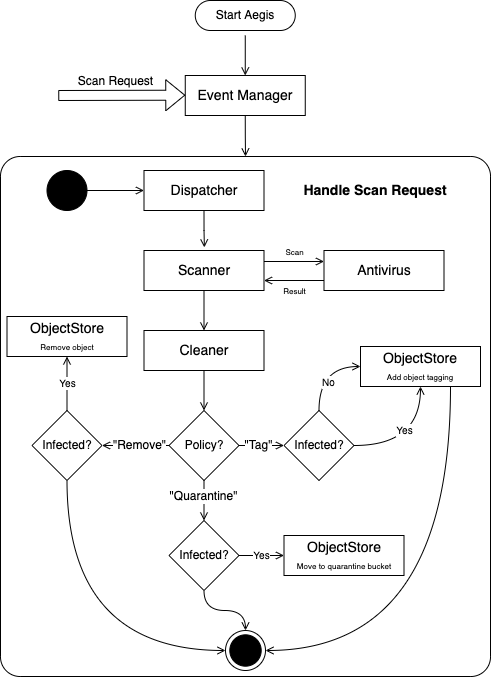 Start Aegis
Scan Request
Event Manager
Handle Scan Request
Dispatcher
Scanner
Scan
Result
Antivirus
Cleaner
ObjectStore
Remove object
ObjectStore
Add object tagging
Yes
No
Yes
Infected?
"Remove"
Policy?
"Tag"
Infected?
"Quarantine"
Infected?
Yes
ObjectStore
Move to quarantine bucket